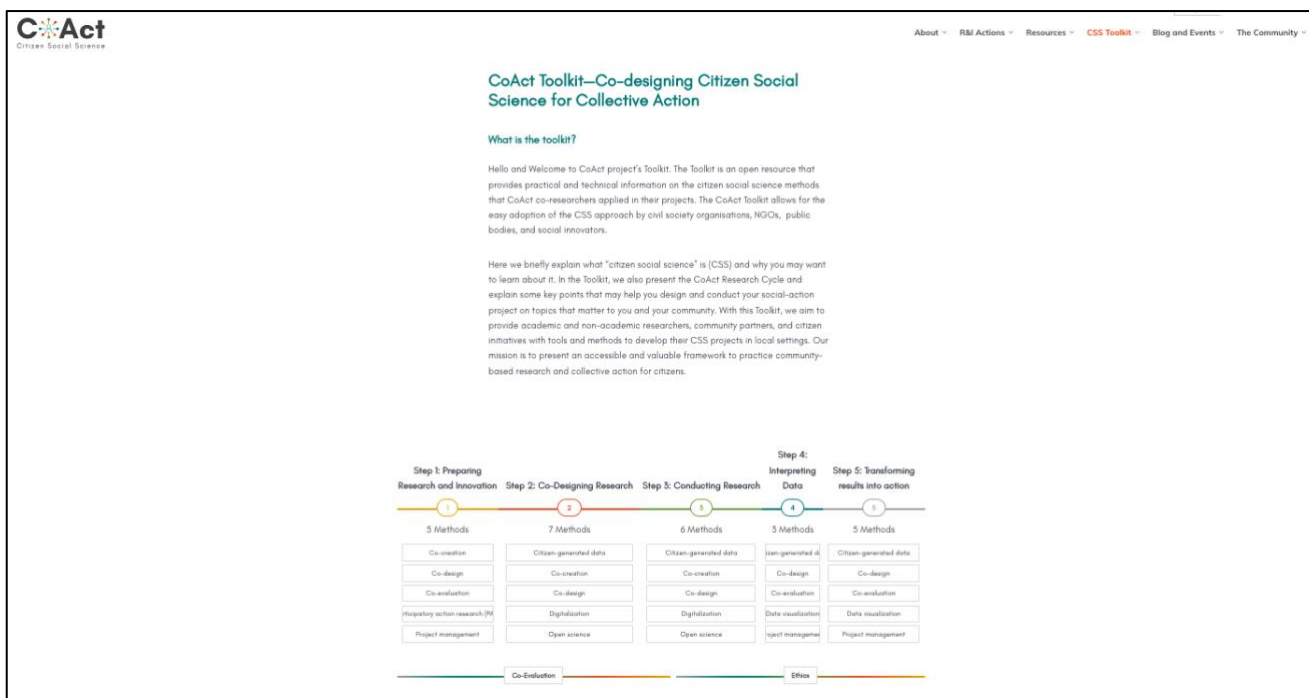 CoAct
Citizen Social Science
About R&I Actions Resources CSS Toolkit Blog and Events The Community
CoAct Toolkit—Co-designing Citizen Social
Science for Collective Action
What is the toolkit?
Hello and Welcome to CoAct project's Toolkit. The Toolkit is an open resource that
provides practical and technical information on the citizen social science methods
that CoAct co-researchers applied in their projects. The CoAct Toolkit allows for the
easy adoption of the CSS approach by civil society organisations, NGOs, public
bodies, and social innovators.
Here we briefly explain what "citizen social science" is (CSS) and why you may want
to learn about it. In the Toolkit, we also present the CoAct Research Cycle and
explain some key points that may help you design and conduct your social-action
project on topics that matter to you and your community. With this Toolkit, we aim to
provide academic and non-academic researchers, community partners, and citizen
initiatives with tools and methods to develop their CSS projects in local settings. Our
mission is to present an accessible and valuable framework to practice community-
based research and collective action for citizens.
Step 1: Preparing
Research and Innovation
1
5 Methods
Co-creation
Co-design
Co-evaluation
rticipatory action research (PA
Project management
Step 2: Co-Designing Research
2
7 Methods
Citizen-generated data
Co-creation
Co-design
Digitalization
Open science
Step 3: Conducting Research
3
6 Methods
Citizen-generated data
Co-creation
Co-design
Digitalization
Open science
Step 4:
Interpreting
Data
4
3 Methods
izen-generated d
Co-design
Co-evaluation
Data visualization
roject managemen
Step 5: Transforming
results into action
5
5 Methods
Citizen-generated data
Co-design
Co-evaluation
Data visualization
Project management
Co-Evaluation
Ethics